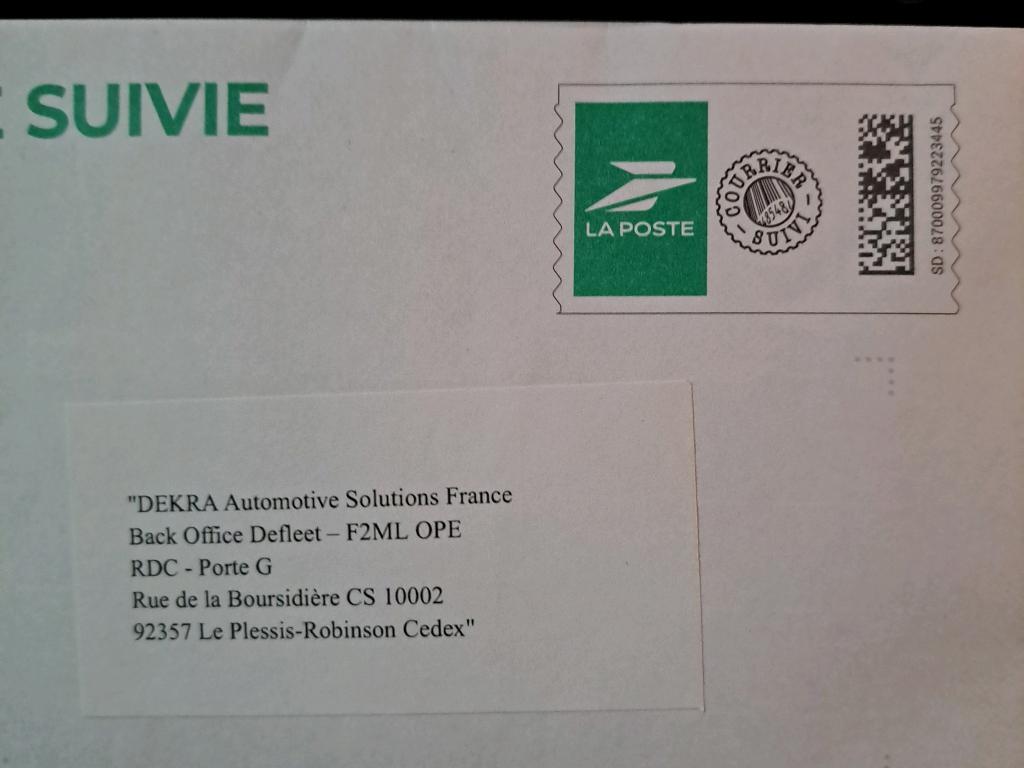 SUIVIE
LA POSTE
COURRIER
SUIVI
SD : 8700099979223445
"DEKRA Automotive Solutions France
Back Office Defleet – F2ML OPE
RDC - Porte G
Rue de la Boursidière CS 10002
92357 Le Plessis-Robinson Cedex"